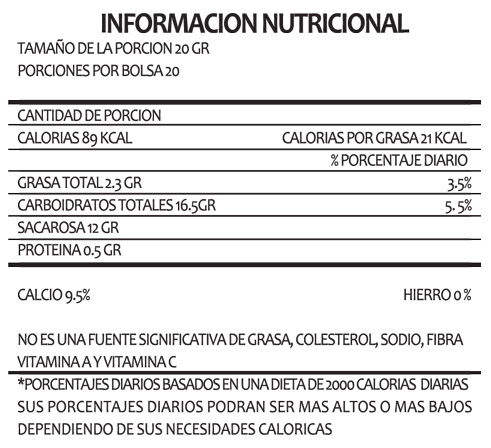 INFORMACION NUTRICIONAL
TAMAÑO DE LA PORCION 20 GR
PORCIONES POR BOLSA 20
CANTIDAD DE PORCION
CALORIAS 89 KCAL CALORIAS POR GRASA 21 KCAL
% PORCENTAJE DIARIO
GRASA TOTAL 2.3 GR 3.5%
CARBOIDRATOS TOTALES 16.5GR 5. 5%
SACAROSA 12 GR
PROTEINA 0.5 GR
CALCIO 9.5% HIERRO 0 %
NO ES UNA FUENTE SIGNIFICATIVA DE GRASA, COLESTEROL, SODIO, FIBRA
VITAMINA A Y VITAMINA C
*PORCENTAJES DIARIOS BASADOS EN UNA DIETA DE 2000 CALORIAS DIARIAS
SUS PORCENTAJES DIARIOS PODRAN SER MAS ALTOS O MAS BAJOS
DEPENDIENDO DE SUS NECESIDADES CALORICAS